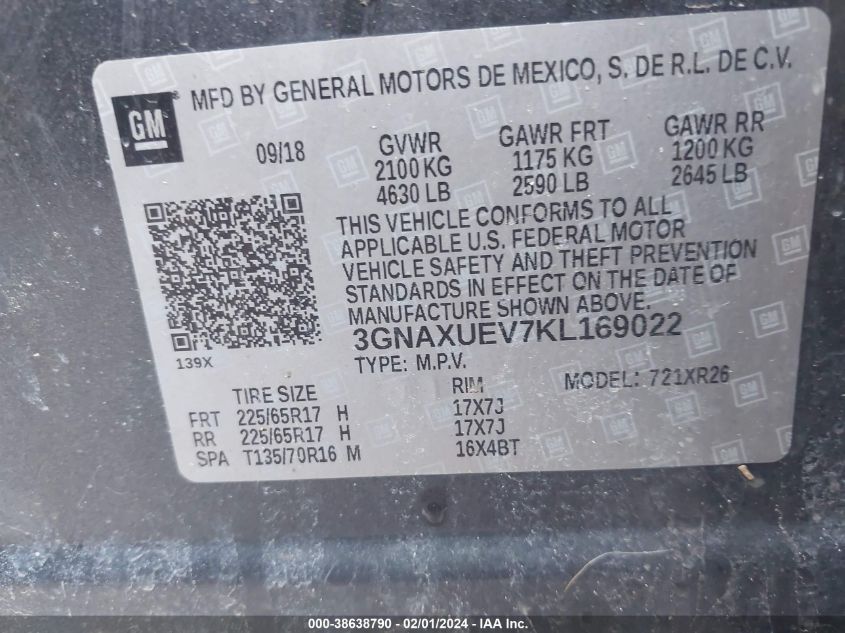 MFD BY GENERAL MOTORS DE MEXICO, S. DE R.L. DE C.V.
GM ®
09/18
GVWR GAWR FRT GAWR RR
2100 KG 1175 KG 1200 KG
4630 LB 2590 LB 2645 LB
THIS VEHICLE CONFORMS TO ALL
APPLICABLE U.S. FEDERAL MOTOR
VEHICLE SAFETY AND THEFT PREVENTION
STANDARDS IN EFFECT ON THE DATE OF
MANUFACTURE SHOWN ABOVE.
3GNAXUEV7KL169022
139X
TYPE: M.P.V.
MODEL: 721XR26
TIRE SIZE RIM
FRT 225/65R17 H 17X7J
RR 225/65R17 H 17X7J
SPA T135/70R16 M 16X4BT
000-38638790 - 02/01/2024 - IAA Inc.